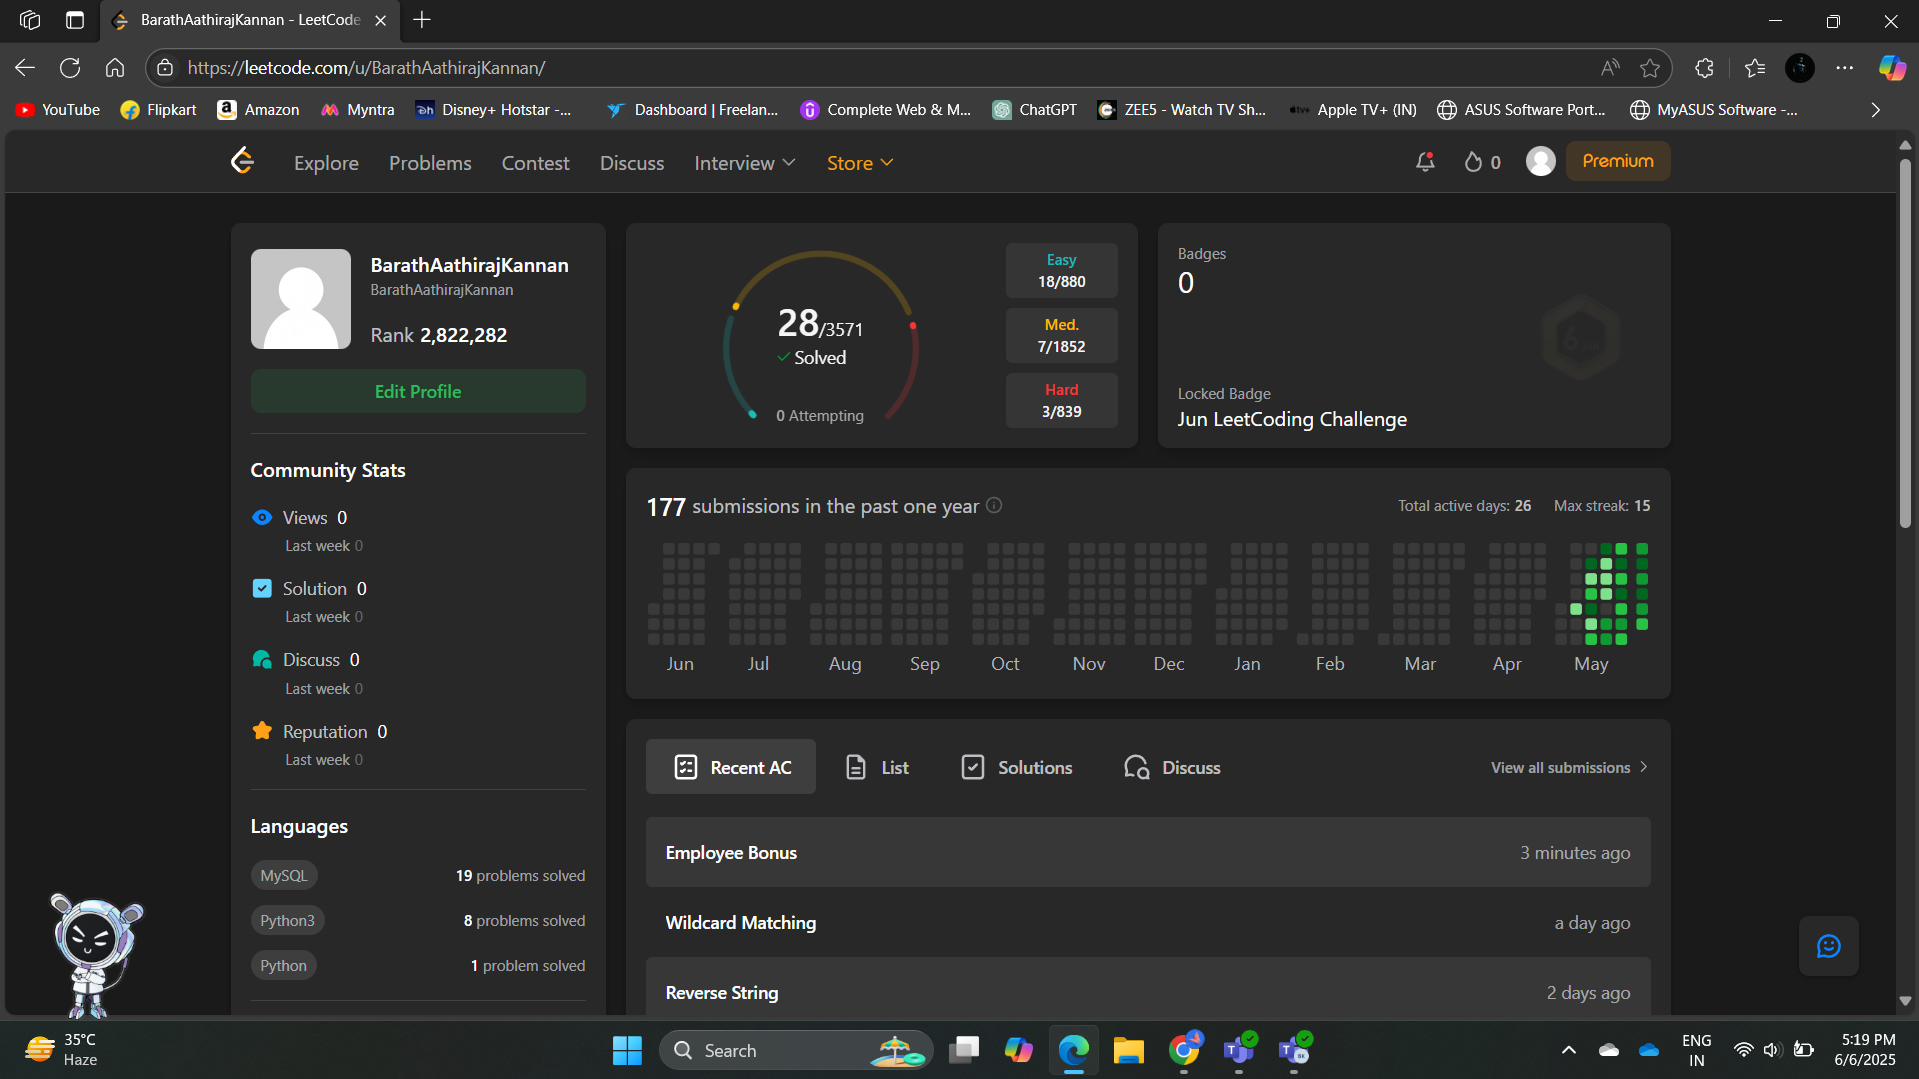 BarathAathirajKannan - LeetCode
https://leetcode.com/u/BarathAathirajKannan/
YouTube
Flipkart
Amazon
Myntra
Disney+ Hotstar -...
Dashboard | Freelan...
Complete Web & M...
ChatGPT
ZEE5 - Watch TV Sh...
Apple TV+ (IN)
ASUS Software Port...
MyASUS Software -...
Explore
Problems
Contest
Discuss
Interview
Store
0
Premium
BarathAathirajKannan
BarathAathirajKannan
Rank 2,822,282
Edit Profile
Community Stats
Views 0
Last week 0
Solution 0
Last week 0
Discuss 0
Last week 0
Reputation 0
Last week 0
Languages
MySQL 19 problems solved
Python3 8 problems solved
Python 1 problem solved
28/3571
Solved
0 Attempting
Easy
18/880
Med.
7/1852
Hard
3/839
Badges
0
Locked Badge
Jun LeetCoding Challenge
177 submissions in the past one year
Total active days: 26 Max streak: 15
Jun Jul Aug Sep Oct Nov Dec Jan Feb Mar Apr May
Recent AC
List
Solutions
Discuss
View all submissions
Employee Bonus 3 minutes ago
Wildcard Matching a day ago
Reverse String 2 days ago
35°C
Haze
Search
ENG
IN
5:19 PM
6/6/2025